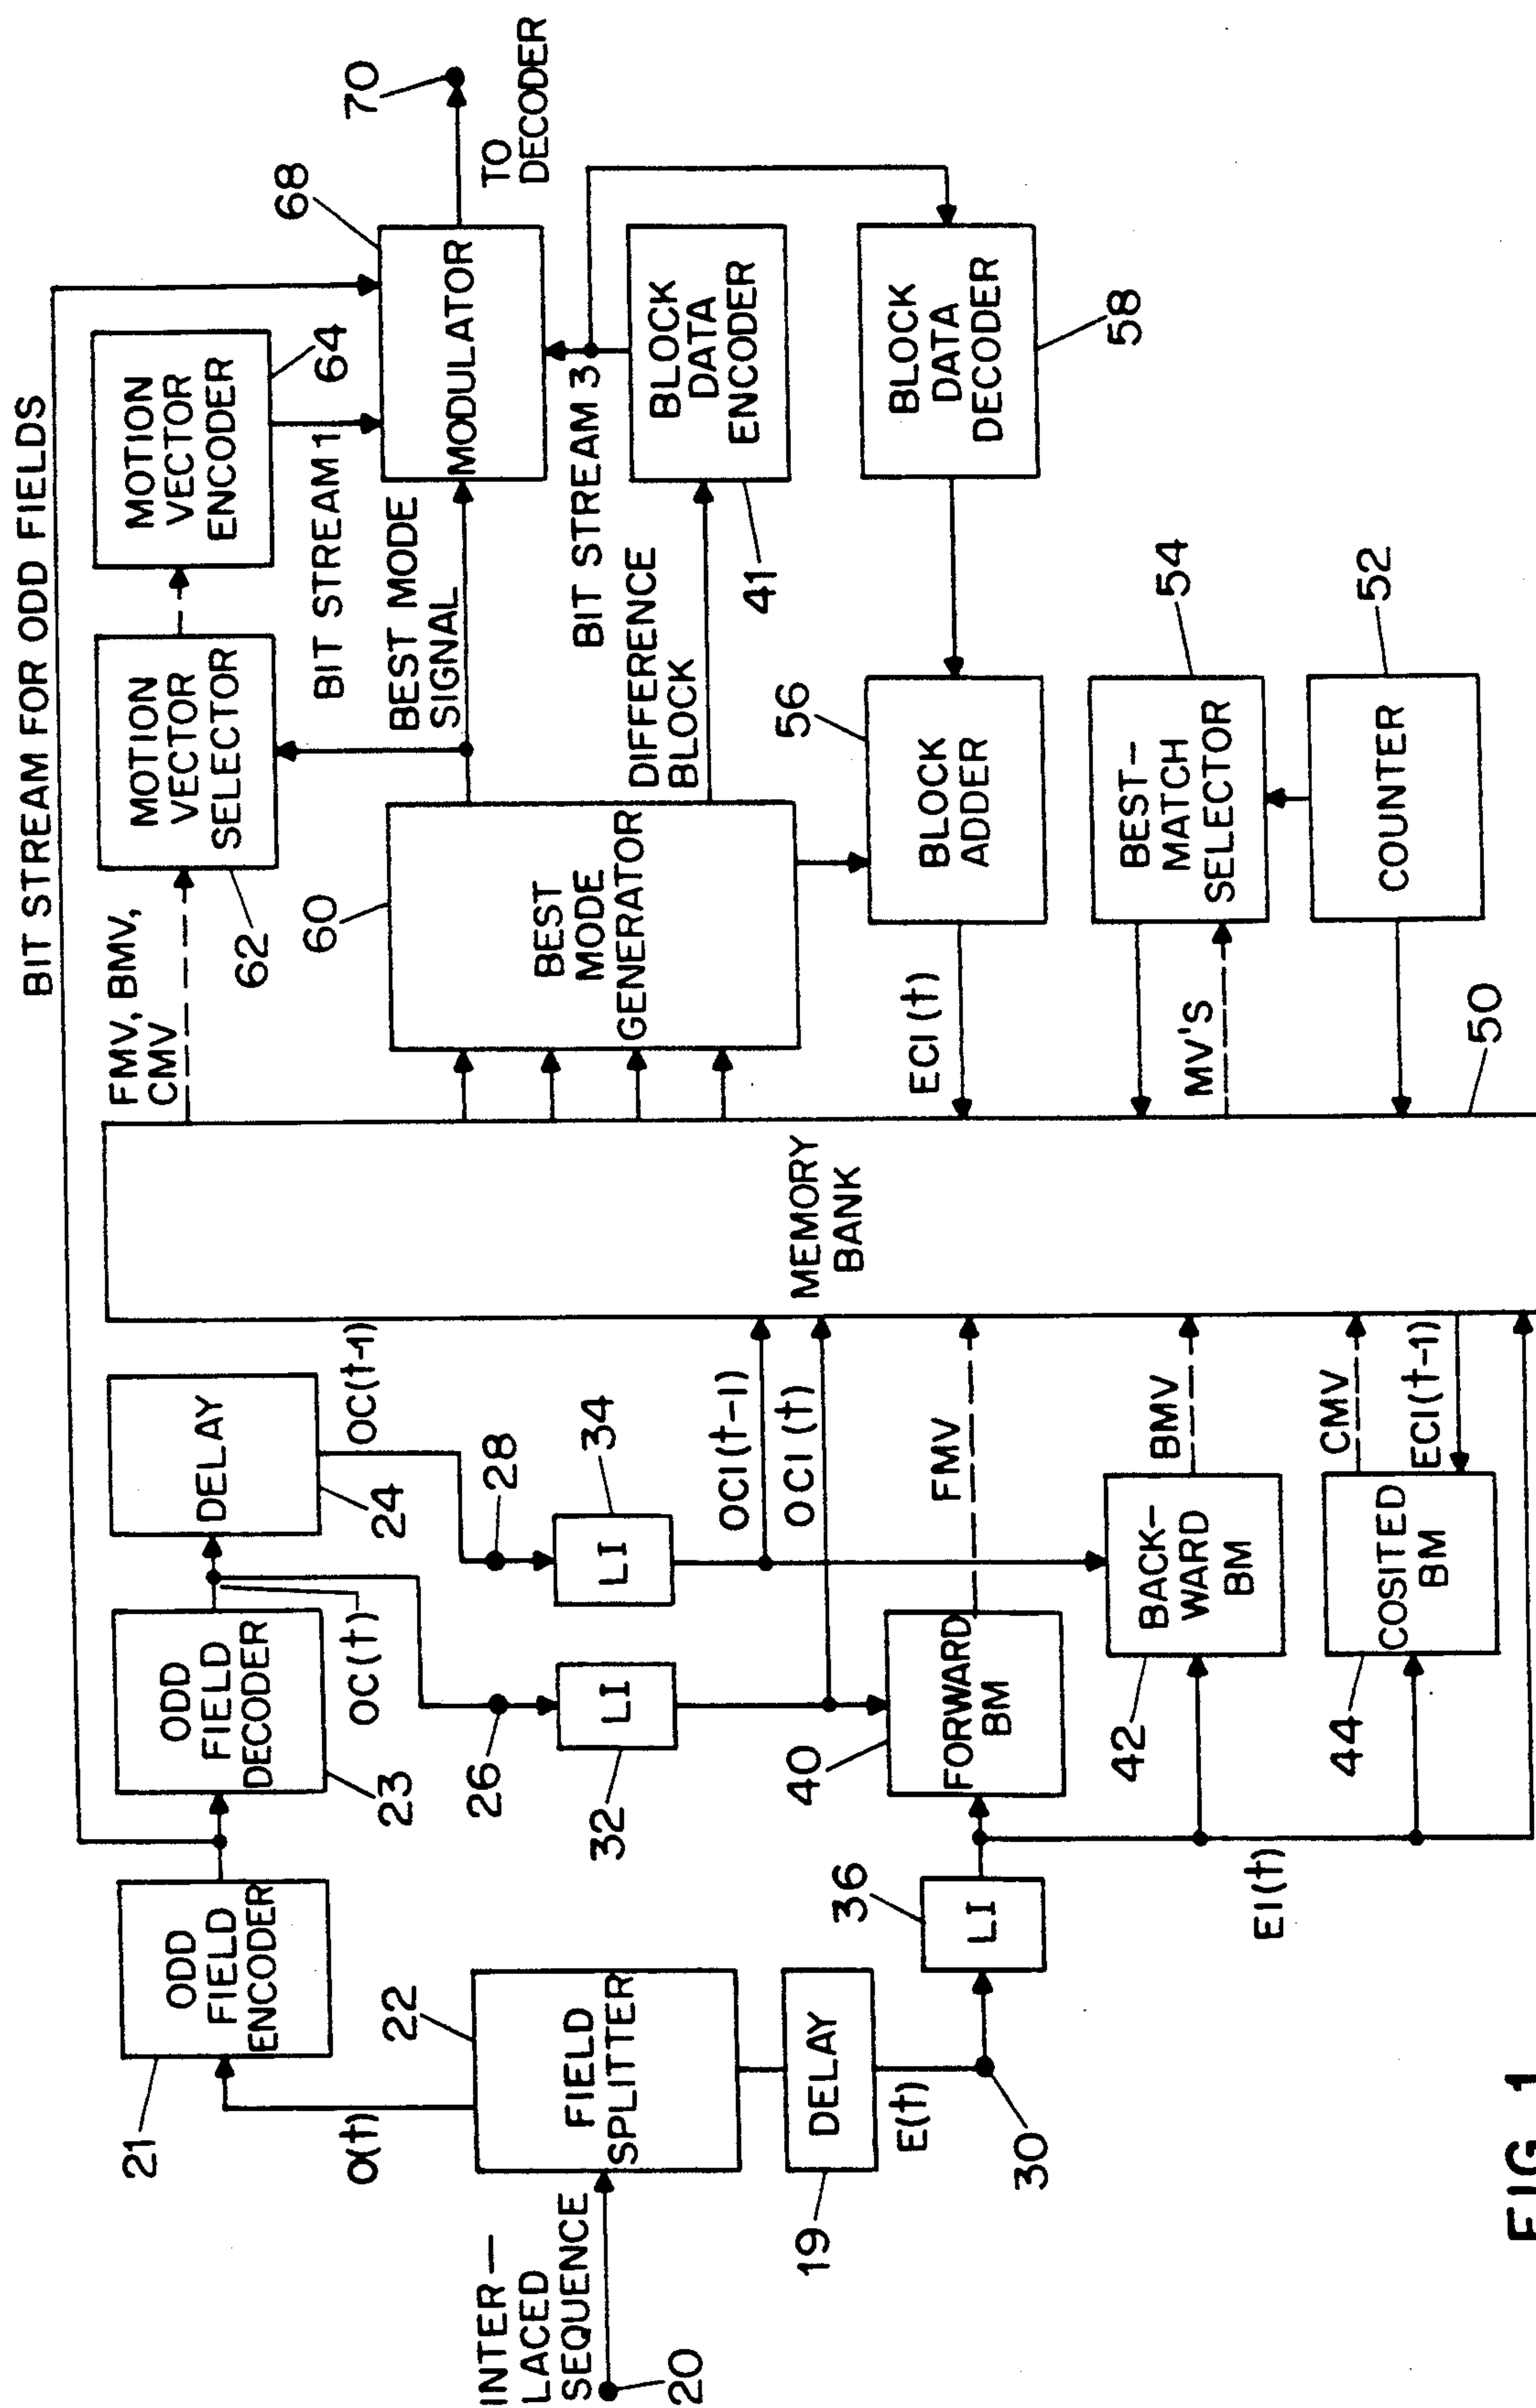 BIT STREAM FOR ODD FIELDS
21
ODD
FIELD
ENCODER
O(t)
ODD
FIELD
DECODER
23
OC(t)
DELAY
24
OC(t-1)
FMV, BMV,
CMV
MOTION
VECTOR
SELECTOR
62
MOTION
VECTOR
ENCODER
64
BIT STREAM 1
INTER-
LACED
SEQUENCE
20
22
FIELD
SPLITTER
DELAY
19
E(t)
30
26
28
32
LI
34
LI
36
LI
OCI(t-1)
OCI(t)
40
FORWARD
BM
FMV
42
BACK-
WARD
BM
BMV
44
COSITED
BM
CMV
ECI(t-1)
EI(t)
MEMORY
BANK
50
60
BEST
MODE
GENERATOR
BEST MODE
SIGNAL
68
MODULATOR
70
TO
DECODER
BIT STREAM 3
DIFFERENCE
BLOCK
BLOCK
DATA
ENCODER
41
56
BLOCK
ADDER
ECI(t)
BLOCK
DATA
DECODER
58
54
BEST-
MATCH
SELECTOR
MV'S
52
COUNTER
FIG. 1